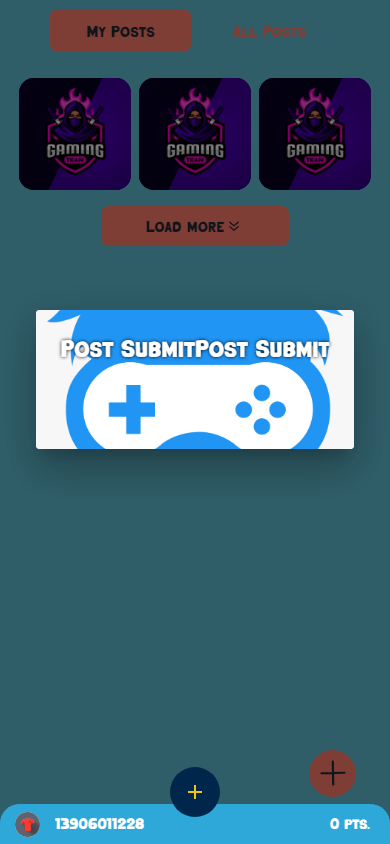 My Posts
All Posts
GAMING
TEAM
GAMING
TEAM
GAMING
TEAM
Load more
Post SubmitPost Submit
13906011228
0 pts.